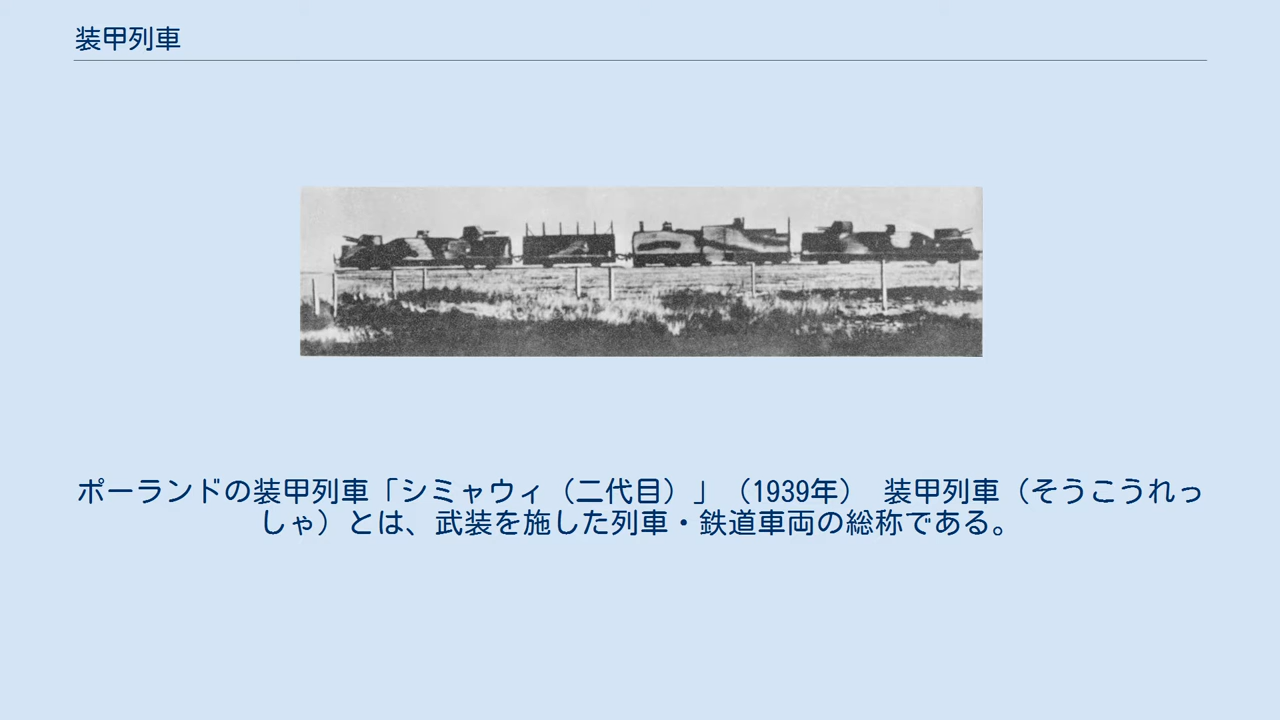 装甲列車
ポーランドの装甲列車「シミャウィ（二代目）」（1939年） 装甲列車（そうこうれっ
しゃ）とは、武装を施した列車・鉄道車両の総称である。